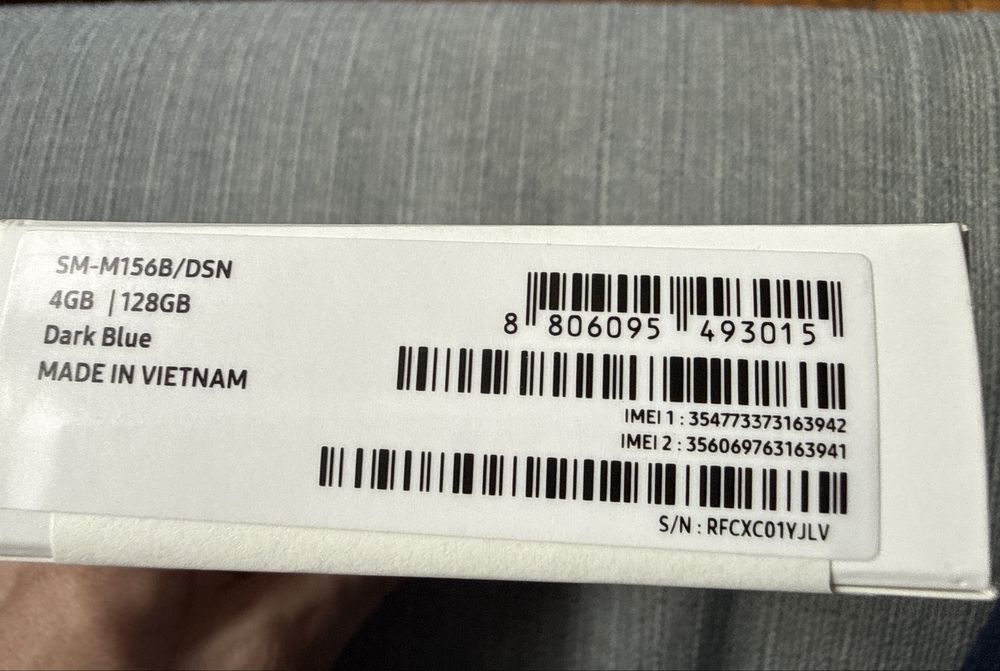 SM-M156B/DSN
4GB | 128GB
Dark Blue
MADE IN VIETNAM
8 806095 493015
IMEI 1 : 354773373163942
IMEI 2 : 356069763163941
S/N : RFCXC01YJLV